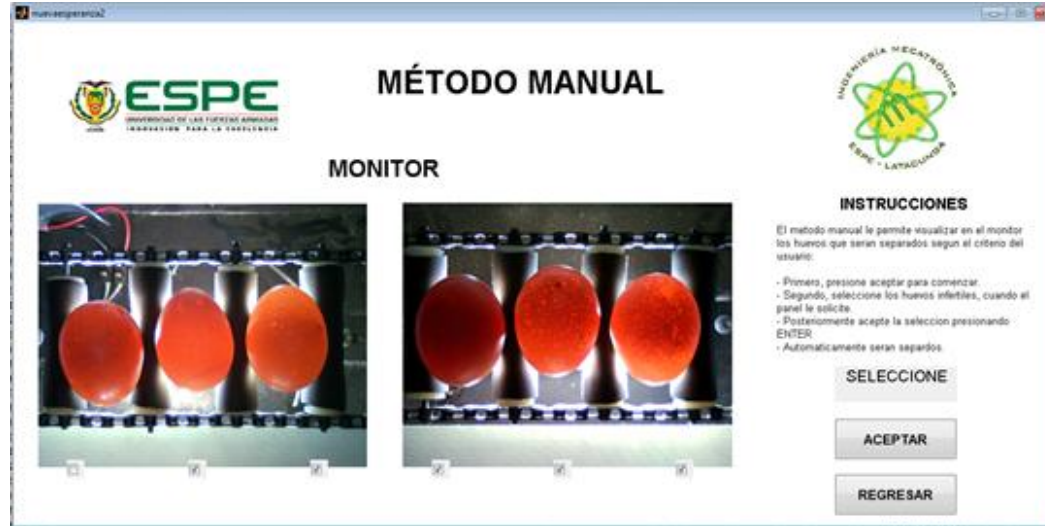 nuevaesperanza2
ESPE
UNIVERSIDAD DE LAS FUERZAS ARMADAS
INNOVACIÓN PARA LA EXCELENCIA
MÉTODO MANUAL
INGENIERÍA MECATRÓNICA
ESPE - LATACUNGA
MONITOR
INSTRUCCIONES
El metodo manual le permite visualizar en el monitor
los huevos que seran separados segun el criterio del
usuario:
- Primero, presione aceptar para comenzar.
- Segundo, seleccione los huevos infertiles, cuando el
panel le solicite.
- Posteriormente acepte la seleccion presionando
ENTER
- Automaticamente seran separdos.
SELECCIONE
ACEPTAR
REGRESAR